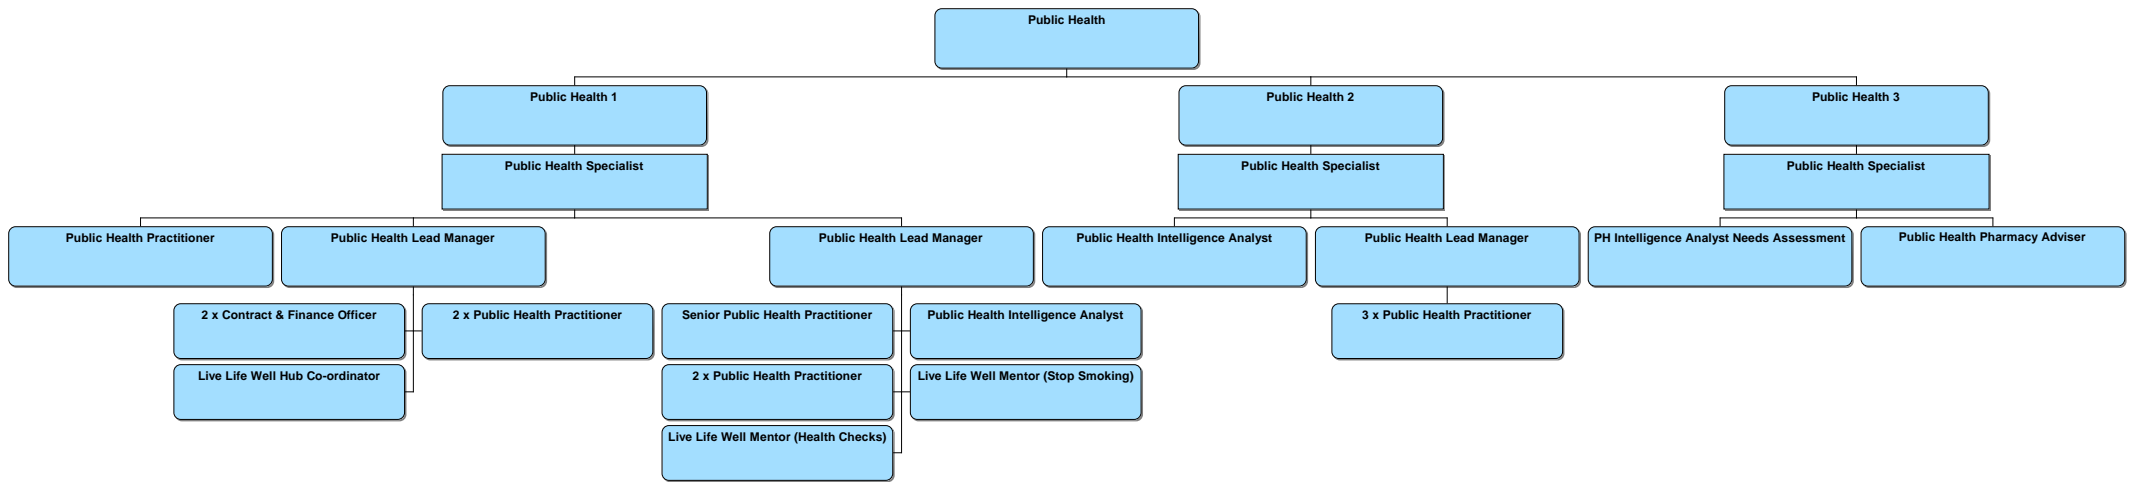 Public Health
Public Health 1
Public Health 2
Public Health 3
Public Health Specialist
Public Health Specialist
Public Health Specialist
Public Health Practitioner
Public Health Lead Manager
Public Health Lead Manager
Public Health Intelligence Analyst
Public Health Lead Manager
PH Intelligence Analyst Needs Assessment
Public Health Pharmacy Adviser
2 x Contract & Finance Officer
2 x Public Health Practitioner
Senior Public Health Practitioner
Public Health Intelligence Analyst
3 x Public Health Practitioner
Live Life Well Hub Co-ordinator
2 x Public Health Practitioner
Live Life Well Mentor (Stop Smoking)
Live Life Well Mentor (Health Checks)